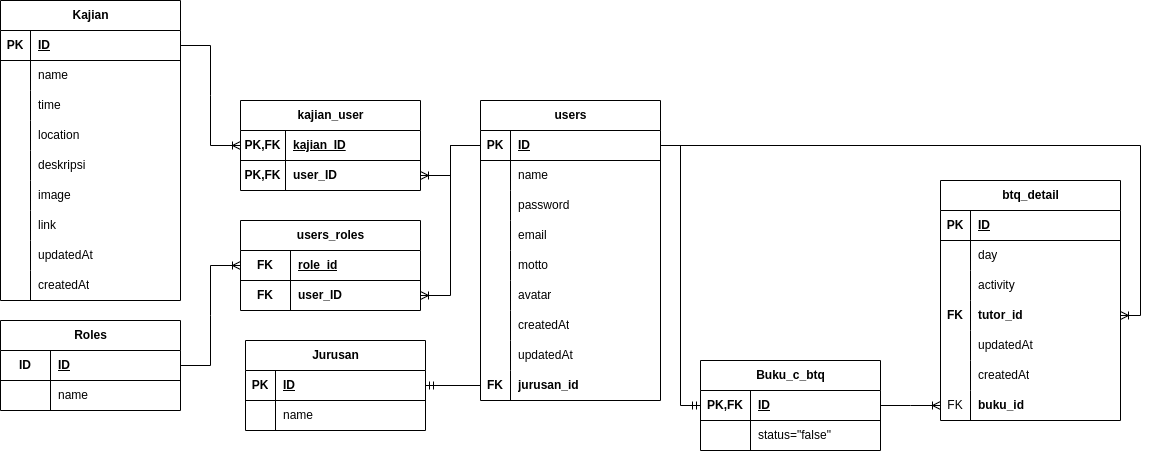 Kajian
PK ID
name
time
location
deskripsi
image
link
updatedAt
createdAt
Roles
ID ID
name
kajian_user
PK,FK kajian_ID
PK,FK user_ID
users_roles
FK role_id
FK user_ID
Jurusan
PK ID
name
users
PK ID
name
password
email
motto
avatar
createdAt
updatedAt
FK jurusan_id
Buku_c_btq
PK,FK ID
status="false"
btq_detail
PK ID
day
activity
FK tutor_id
updatedAt
createdAt
FK buku_id